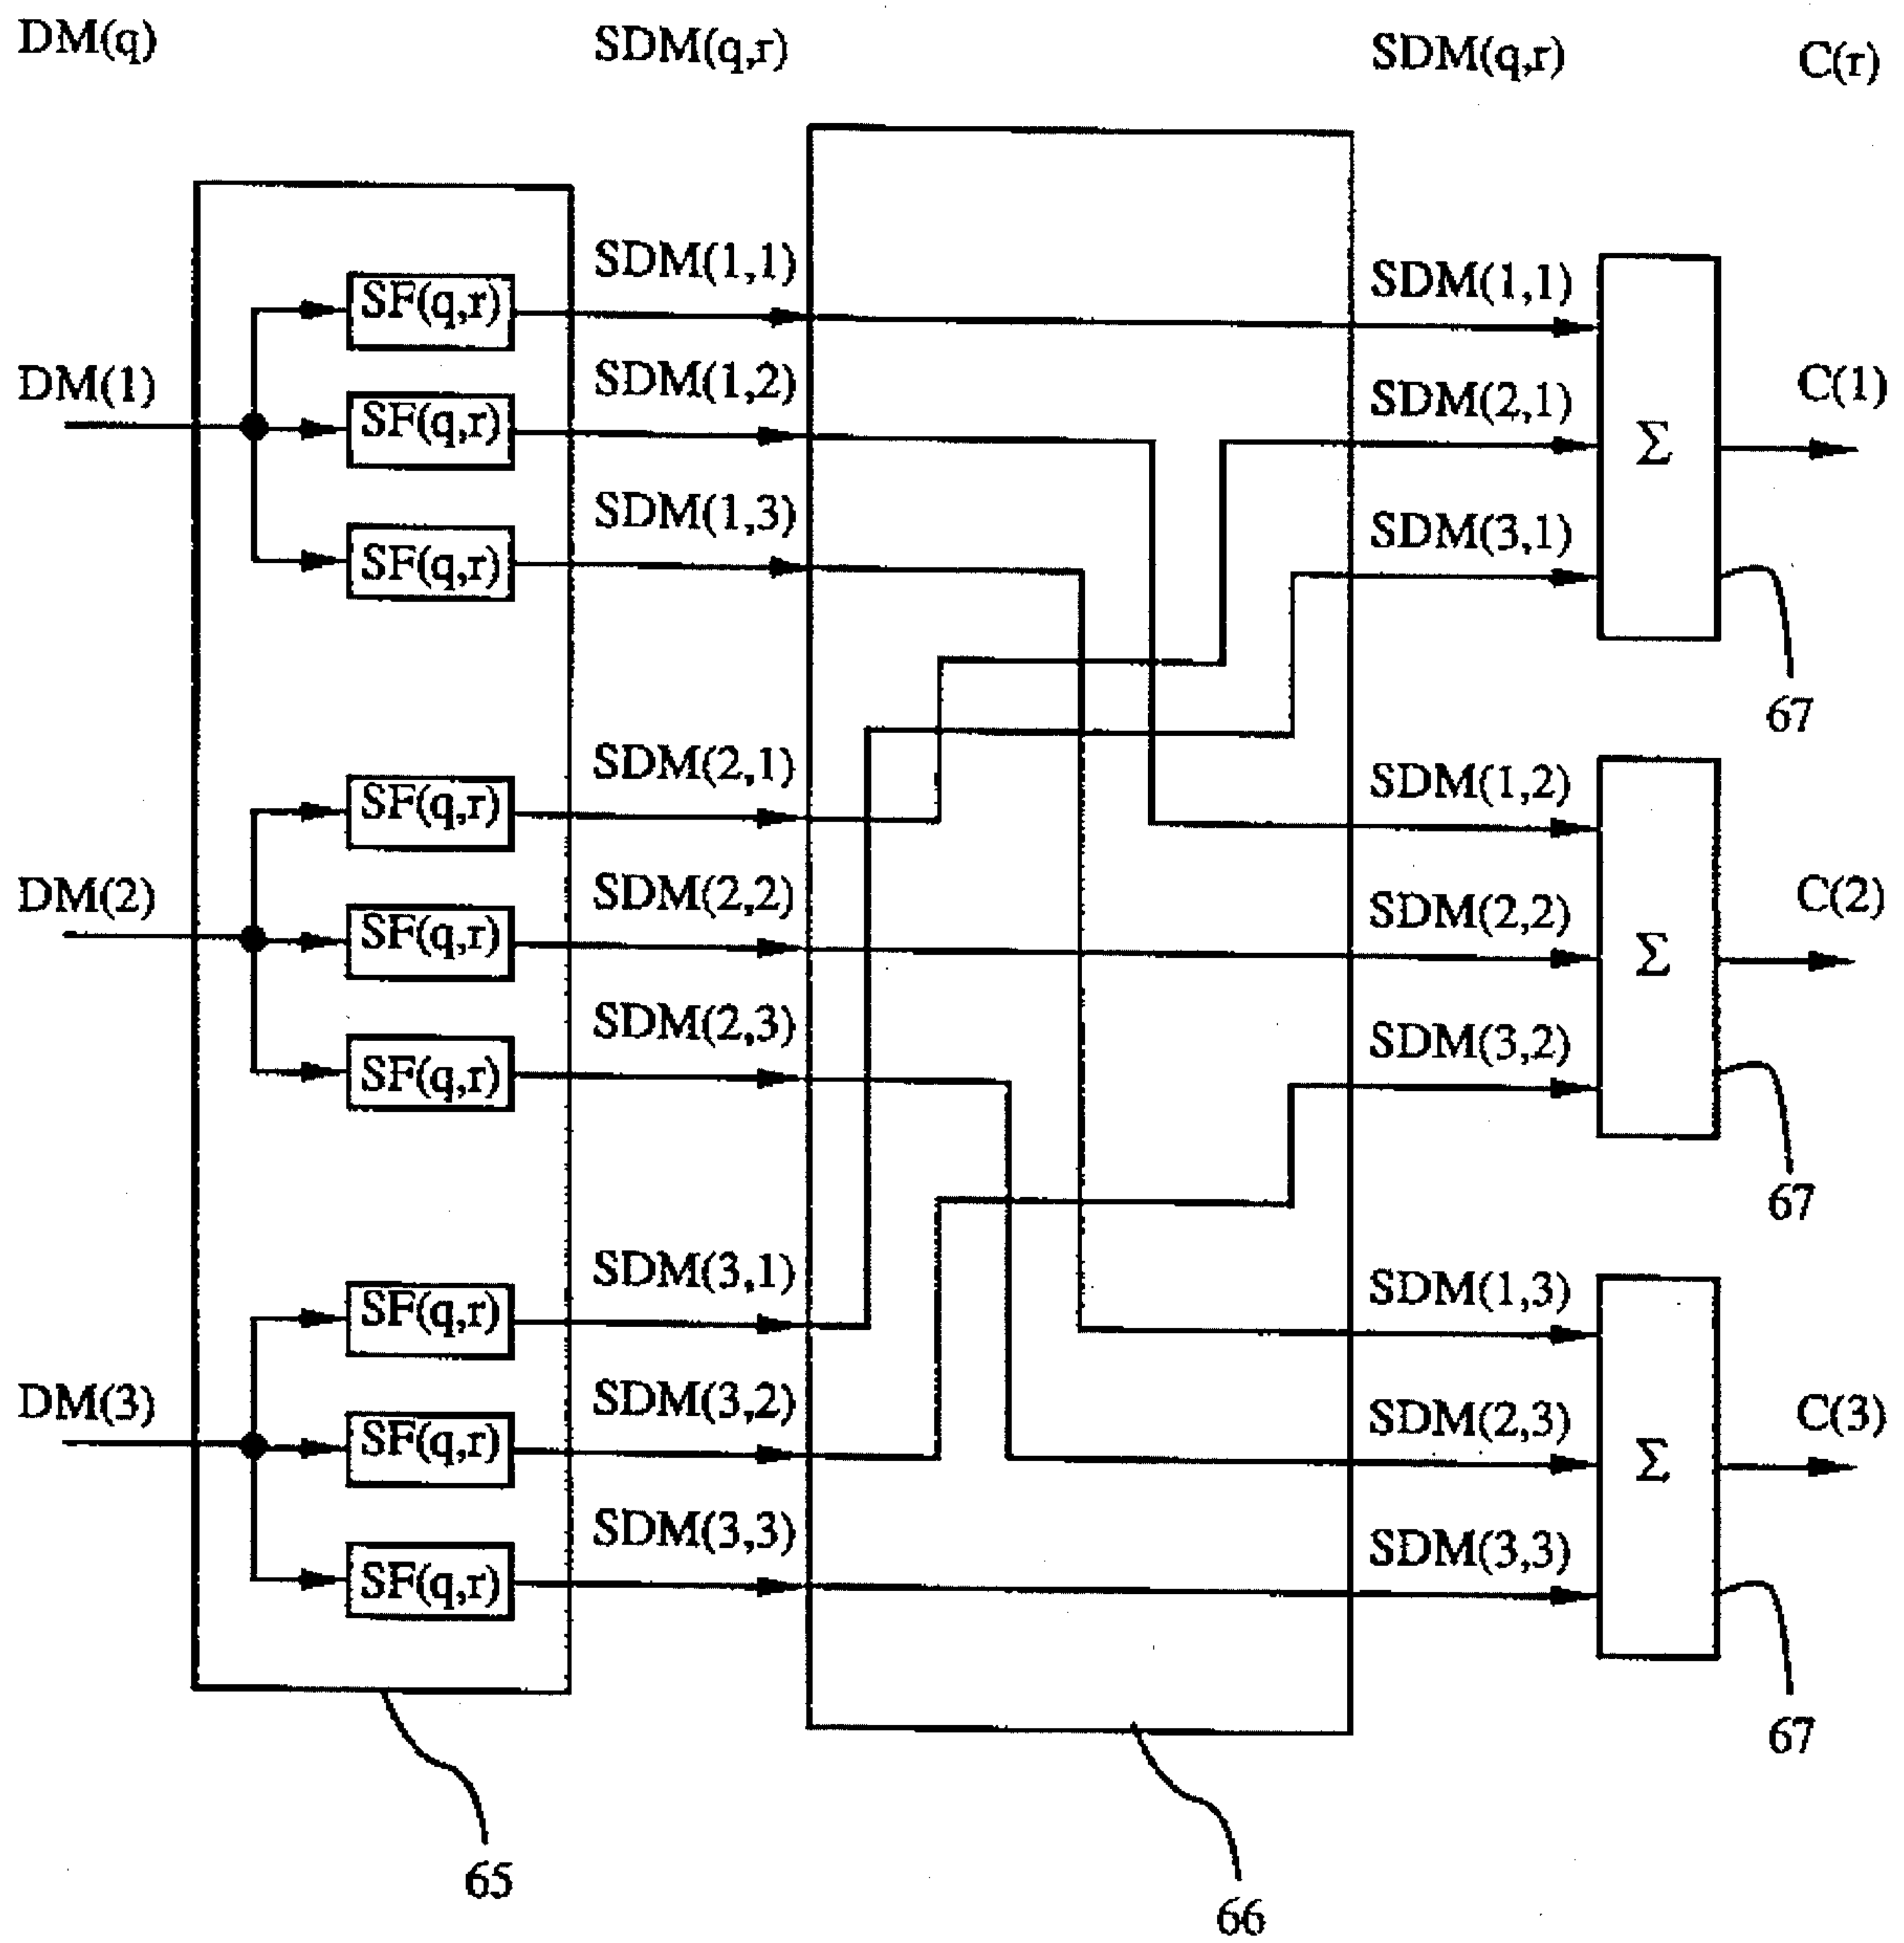 DM(q) SDM(q,r) SDM(q,r) C(r)
SDM(1,1) SDM(1,1)
SF(q,r)
DM(1) SDM(1,2) SDM(2,1) C(1)
SF(q,r) Σ
SDM(1,3) SDM(3,1)
SF(q,r)
67
SDM(2,1) SDM(1,2)
SF(q,r)
DM(2) SDM(2,2) SDM(2,2) C(2)
SF(q,r) Σ
SDM(2,3) SDM(3,2)
SF(q,r)
67
SDM(3,1) SDM(1,3)
SF(q,r)
DM(3) SDM(3,2) SDM(2,3) C(3)
SF(q,r) Σ
SDM(3,3) SDM(3,3)
SF(q,r)
67
65
66